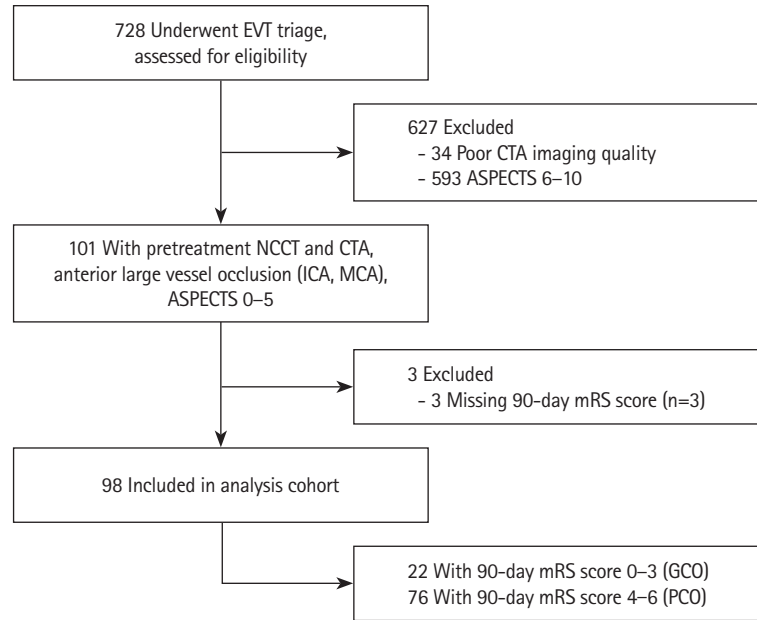 728 Underwent EVT triage,
assessed for eligibility
627 Excluded
- 34 Poor CTA imaging quality
- 593 ASPECTS 6–10
101 With pretreatment NCCT and CTA,
anterior large vessel occlusion (ICA, MCA),
ASPECTS 0–5
3 Excluded
- 3 Missing 90-day mRS score (n=3)
98 Included in analysis cohort
22 With 90-day mRS score 0–3 (GCO)
76 With 90-day mRS score 4–6 (PCO)